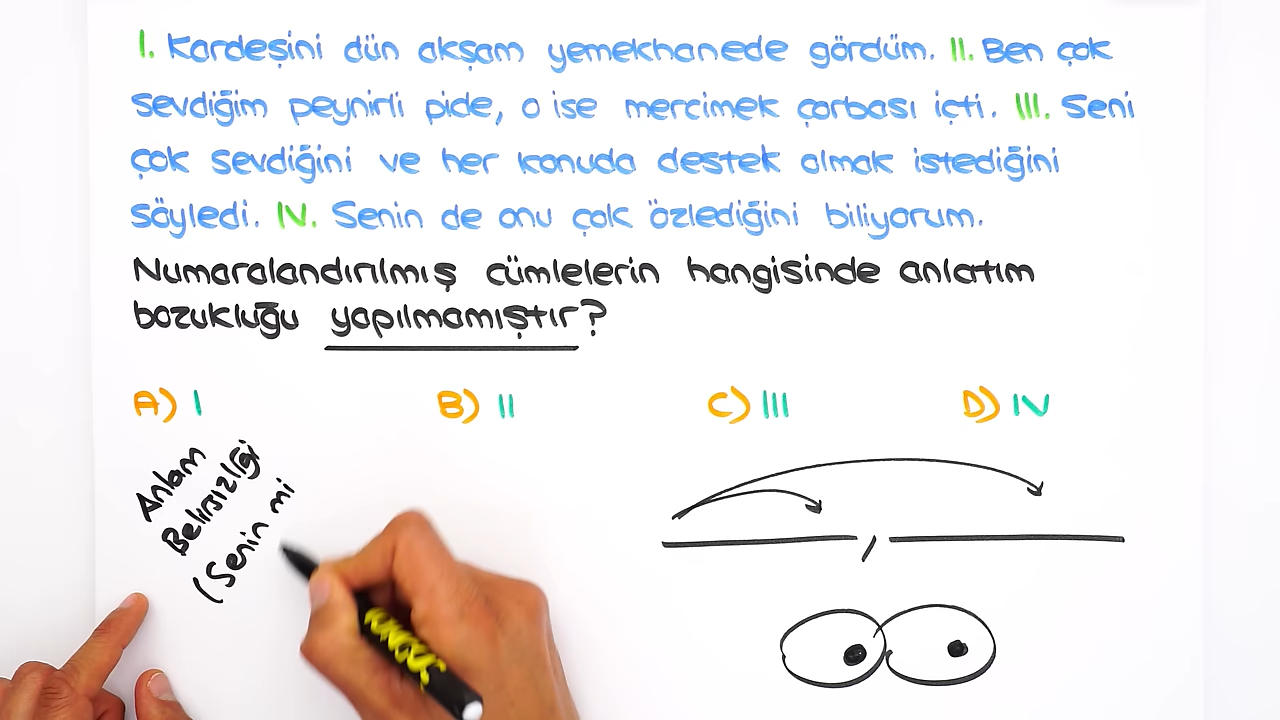 I. Kardeşini dün akşam yemekhanede gördüm. II. Ben çok
sevdiğim peynirli pide, o ise mercimek çorbası içti. III. Seni
çok sevdiğini ve her konuda destek olmak istediğini
söyledi. IV. Senin de onu çok özlediğini biliyorum.
Numaralandırılmış cümlelerin hangisinde anlatım
bozukluğu yapılmamıştır?
A) I
B) II
C) III
D) IV
Anlam
Belirsizliği
(Senin mi